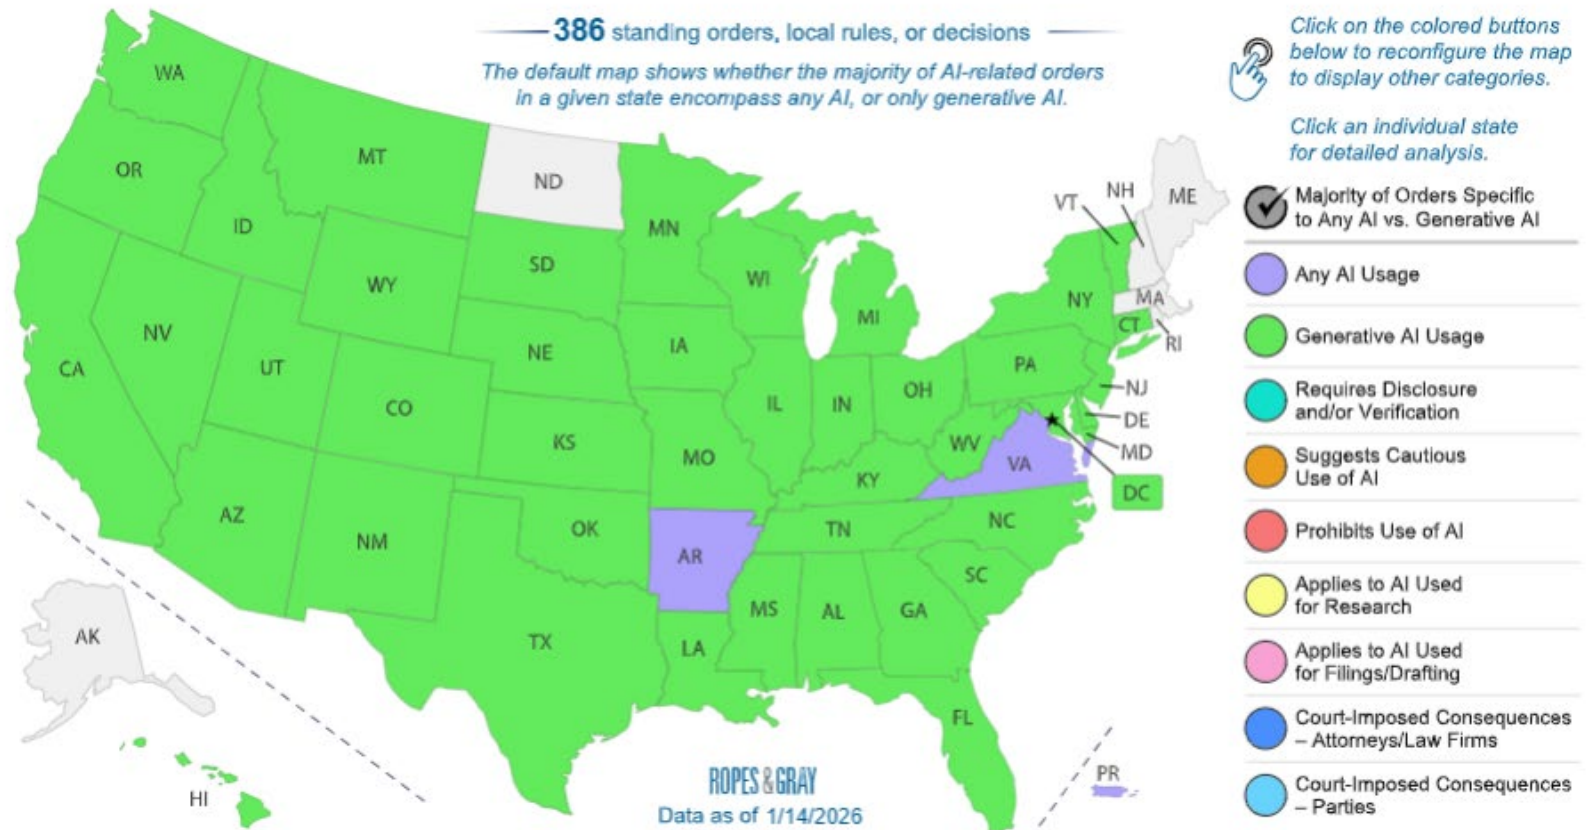 386 standing orders, local rules, or decisions
The default map shows whether the majority of AI-related orders
in a given state encompass any AI, or only generative AI.
Click on the colored buttons
below to reconfigure the map
to display other categories.
Click an individual state
for detailed analysis.
Majority of Orders Specific
to Any AI vs. Generative AI
Any AI Usage
Generative AI Usage
Requires Disclosure
and/or Verification
Suggests Cautious
Use of AI
Prohibits Use of AI
Applies to AI Used
for Research
Applies to AI Used
for Filings/Drafting
Court-Imposed Consequences
– Attorneys/Law Firms
Court-Imposed Consequences
– Parties
WA
OR
MT
ND
ID
MN
VT
NH
ME
WY
SD
WI
MI
NY
MA
CT
RI
NV
CA
UT
NE
IA
PA
NJ
CO
IL
IN
OH
DE
MD
KS
MO
WV
VA
KY
DC
AZ
NM
OK
AR
TN
NC
SC
MS
AL
GA
TX
LA
FL
AK
HI
PR
ROPES & GRAY
Data as of 1/14/2026